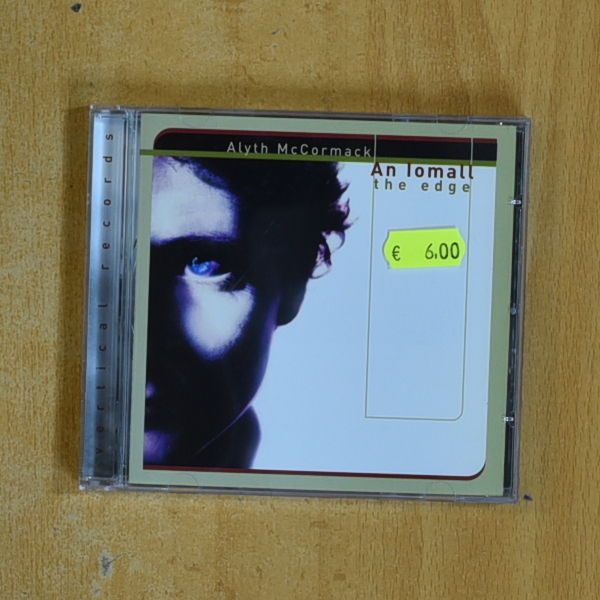 vertical records
Alyth McCormack
An Iomall
the edge
€ 6,00